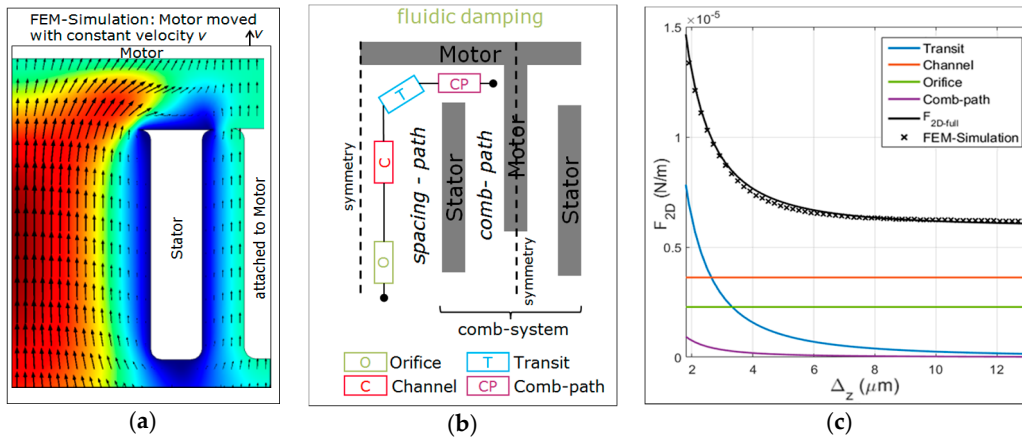 FEM-Simulation: Motor moved
with constant velocity v
v
Motor
Stator
attached to Motor
(a)
fluidic damping
Motor
CP
T
symmetry
C
spacing - path
Stator
comb- path
Motor
Stator
O
symmetry
comb-system
O Orifice
T Transit
C Channel
CP Comb-path
(b)
×10⁻⁵
1.5
1
0.5
0
F2D (N/m)
Transit
Channel
Orifice
Comb-path
F2D-full
FEM-Simulation
2 4 6 8 10 12
Δz (μm)
(c)